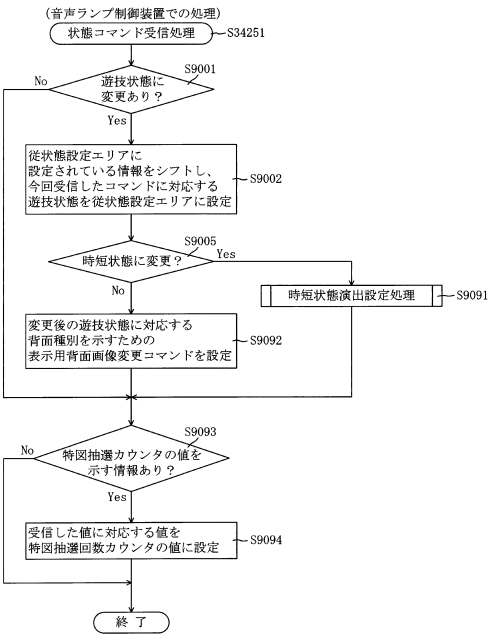 (音声ランプ制御装置での処理)
状態コマンド受信処理
S34251
S9001
No
遊技状態に
変更あり？
Yes
従状態設定エリアに
設定されている情報をシフトし、
今回受信したコマンドに対応する
遊技状態を従状態設定エリアに設定
S9002
S9005
時短状態に変更？
Yes
No
時短状態演出設定処理
S9091
変更後の遊技状態に対応する
背面種別を示すための
表示用背面画像変更コマンドを設定
S9092
S9093
No
特図抽選カウンタの値を
示す情報あり？
Yes
受信した値に対応する値を
特図抽選回数カウンタの値に設定
S9094
終了